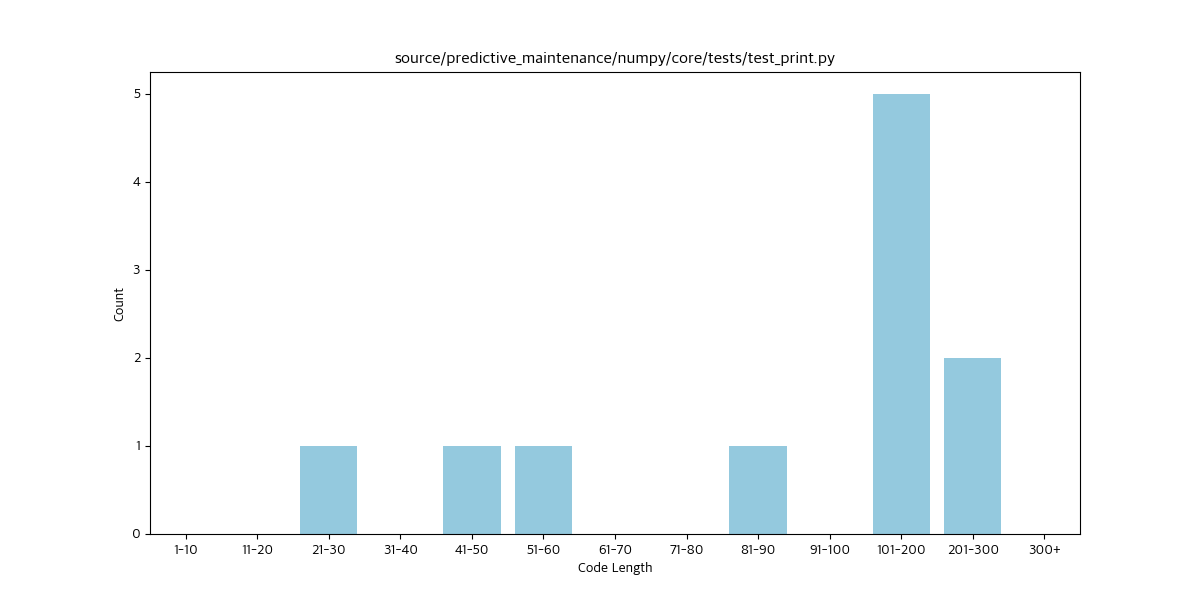 source/predictive_maintenance/numpy/core/tests/test_print.py
5
4
3
2
1
0
Count
1-10 11-20 21-30 31-40 41-50 51-60 61-70 71-80 81-90 91-100 101-200 201-300 300+
Code Length